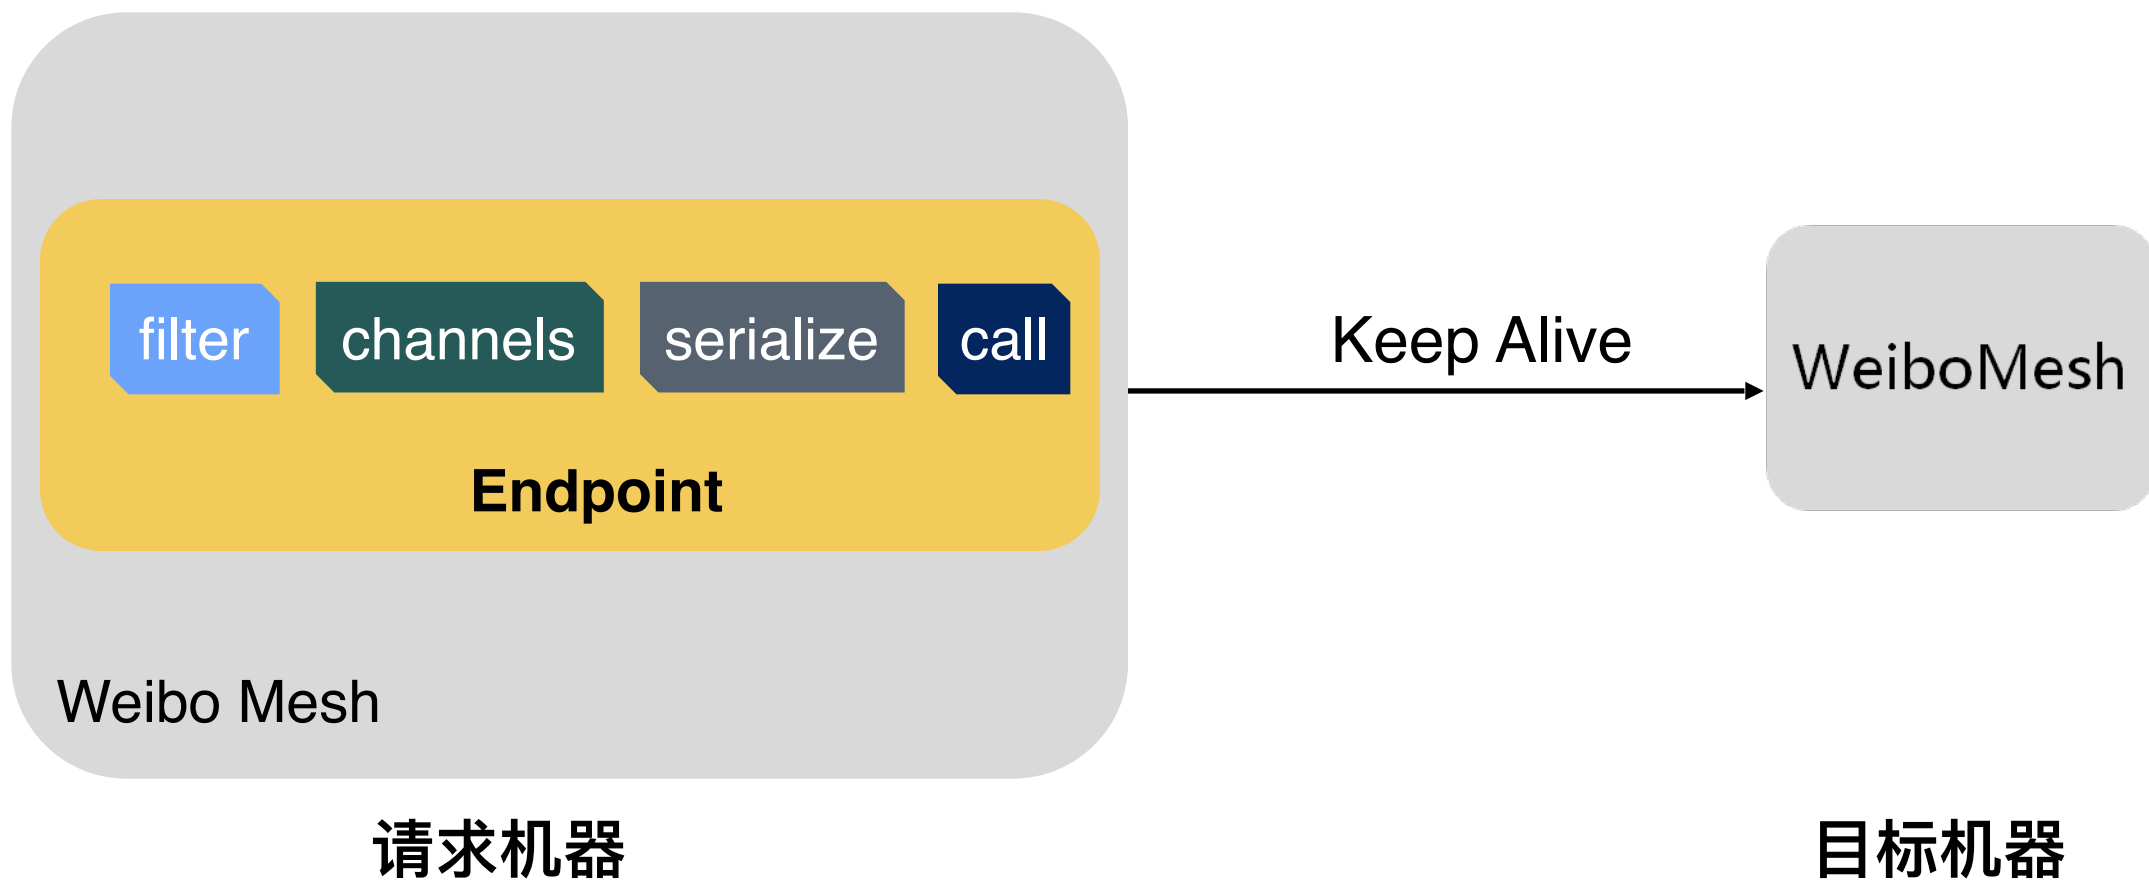 filter
channels
serialize
call
Endpoint
Weibo Mesh
Keep Alive
WeiboMesh
请求机器
目标机器